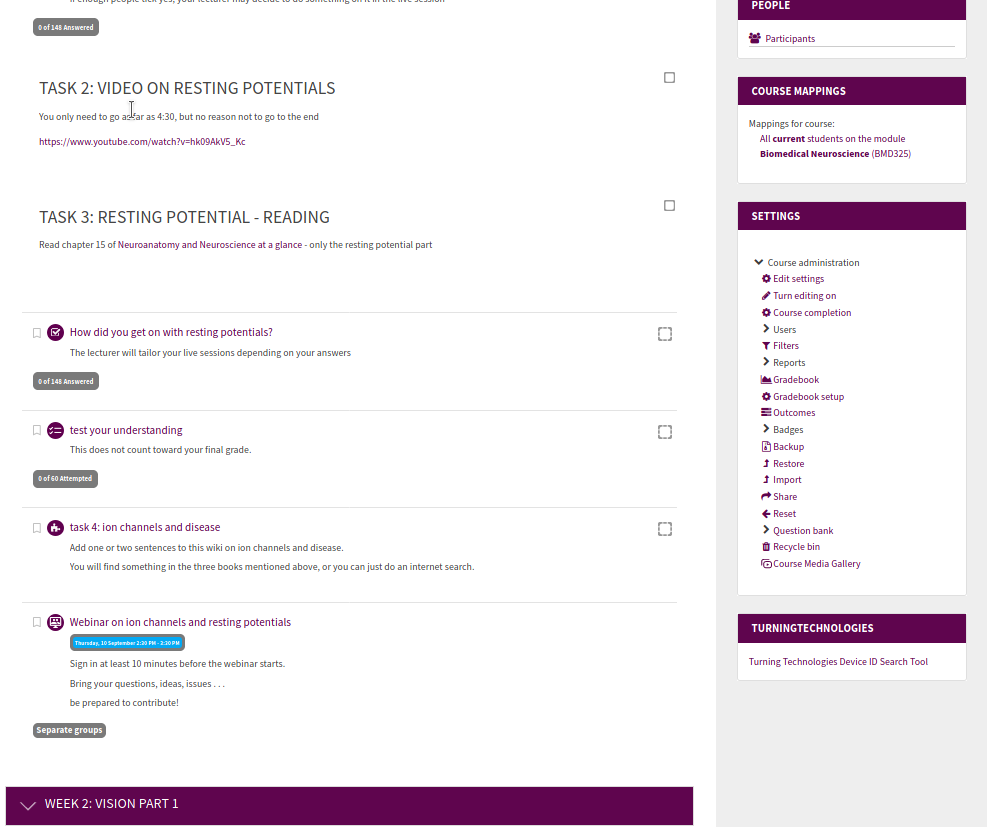 If enough people tick yes, your lecturer may decide to do something on it in the live session
0 of 148 Answered
TASK 2: VIDEO ON RESTING POTENTIALS
You only need to go as far as 4:30, but no reason not to go to the end
https://www.youtube.com/watch?v=hk09AkV5_Kc
TASK 3: RESTING POTENTIAL - READING
Read chapter 15 of Neuroanatomy and Neuroscience at a glance - only the resting potential part
How did you get on with resting potentials?
The lecturer will tailor your live sessions depending on your answers
0 of 148 Answered
test your understanding
This does not count toward your final grade.
0 of 60 Attempted
task 4: ion channels and disease
Add one or two sentences to this wiki on ion channels and disease.
You will find something in the three books mentioned above, or you can just do an internet search.
Webinar on ion channels and resting potentials
Thursday, 10 September 2:30 PM - 3:30 PM
Sign in at least 10 minutes before the webinar starts.
Bring your questions, ideas, issues . . .
be prepared to contribute!
Separate groups
WEEK 2: VISION PART 1
PEOPLE
Participants
COURSE MAPPINGS
Mappings for course:
All current students on the module
Biomedical Neuroscience (BMD325)
SETTINGS
Course administration
Edit settings
Turn editing on
Course completion
Users
Filters
Reports
Gradebook
Gradebook setup
Outcomes
Badges
Backup
Restore
Import
Share
Reset
Question bank
Recycle bin
Course Media Gallery
TURNINGTECHNOLOGIES
Turning Technologies Device ID Search Tool